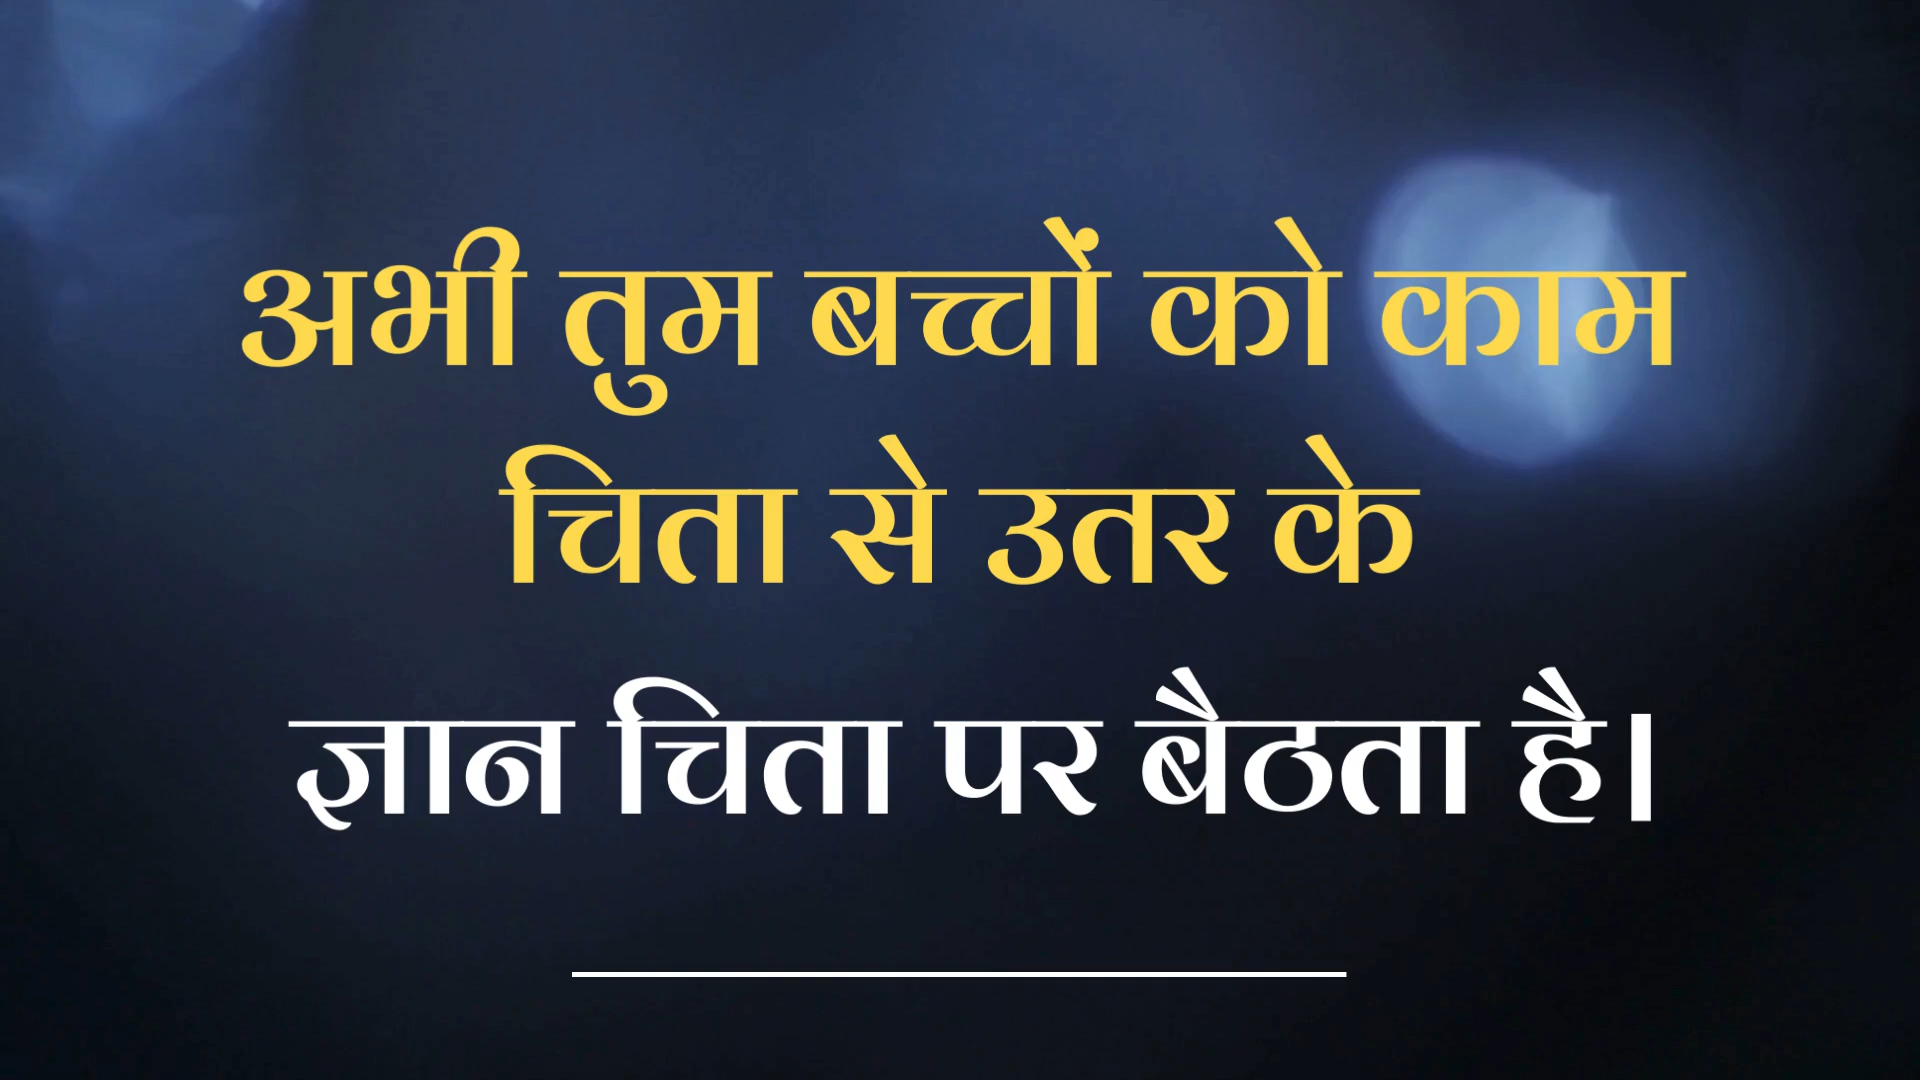 अभी तुम बच्चों को काम
चिता से उतर के
ज्ञान चिता पर बैठता है।